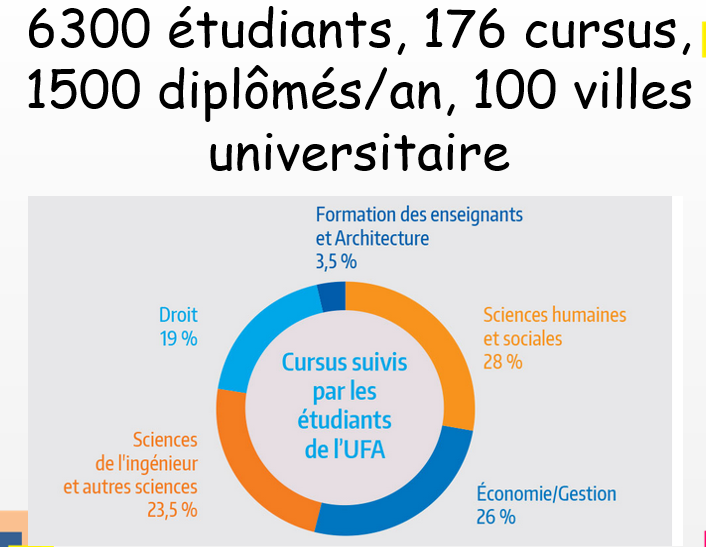 6300 étudiants, 176 cursus,
1500 diplômés/an, 100 villes
universitaire
Formation des enseignants
et Architecture
3,5 %
Droit
19 %
Sciences humaines
et sociales
28 %
Cursus suivis
par les
étudiants
de l'UFA
Sciences
de l'ingénieur
et autres sciences
23,5 %
Économie/Gestion
26 %